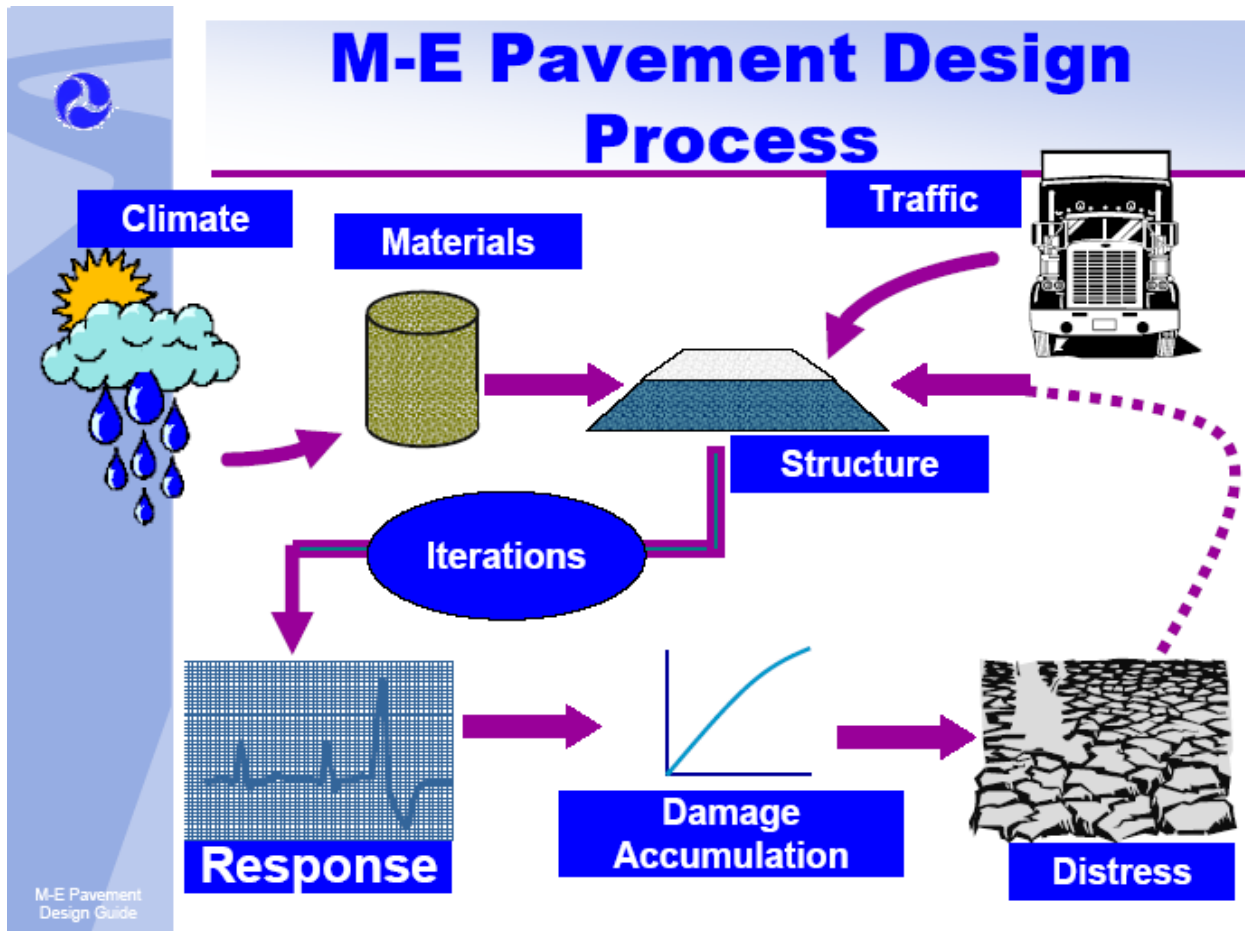 M-E Pavement Design
Process
Climate
Materials
Traffic
Structure
Iterations
Response
Damage
Accumulation
Distress
M-E Pavement
Design Guide